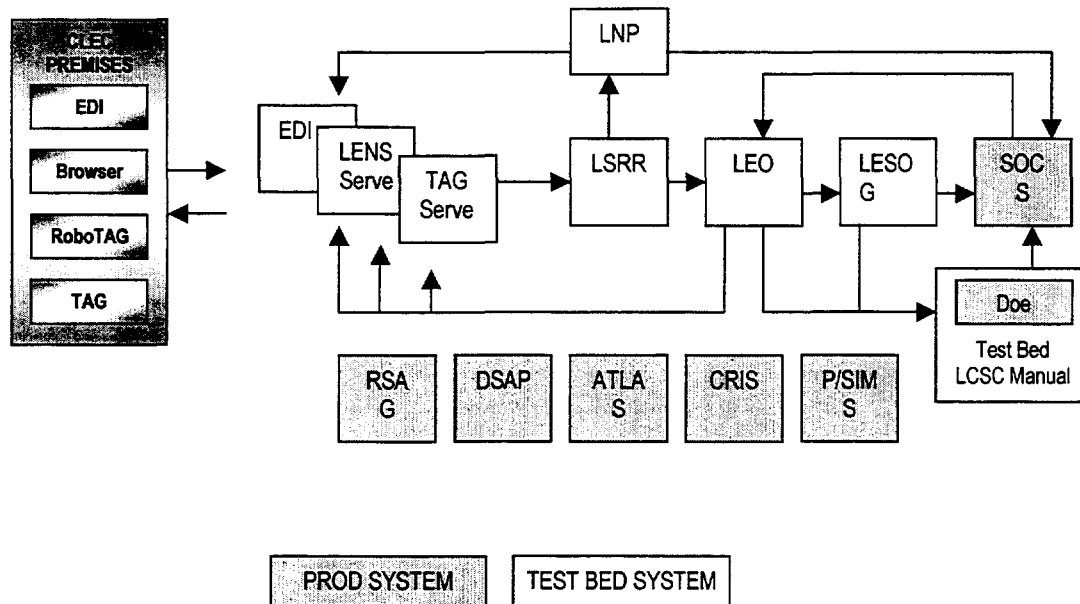 CLEC
PREMISES
EDI
Browser
RoboTAG
TAG
LNP
EDI
LENS
Serve
TAG
Serve
LSRR
LEO
LESO
G
SOC
S
Doe
Test Bed
LCSC Manual
RSA
G
DSAP
ATLA
S
CRIS
P/SIM
S
PROD SYSTEM
TEST BED SYSTEM